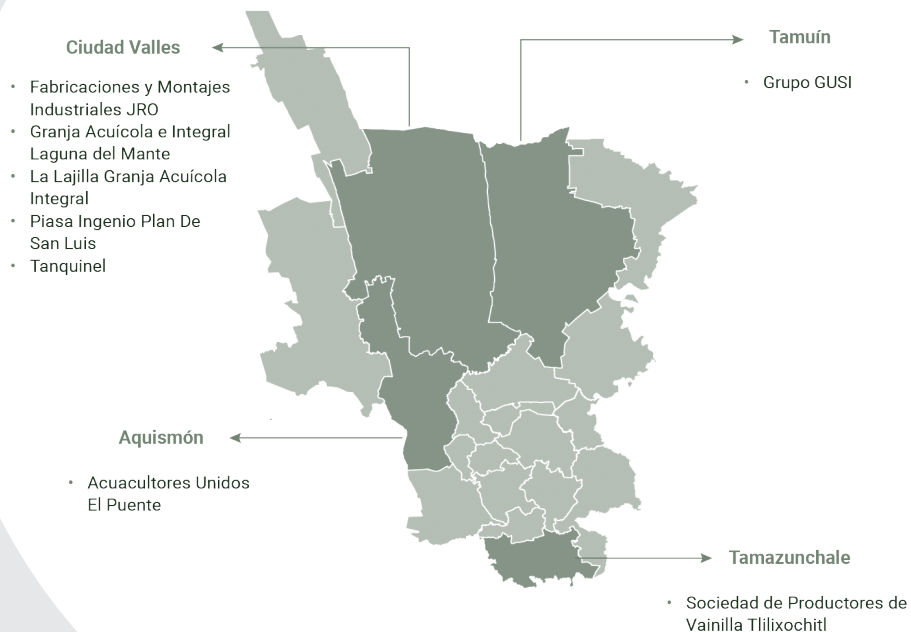 Ciudad Valles
• Fabricaciones y Montajes
Industriales JRO
• Granja Acuícola e Integral
Laguna del Mante
• La Lajilla Granja Acuícola
Integral
• Piasa Ingenio Plan De
San Luis
• Tanquinel
Tamuín
• Grupo GUSI
Aquismón
• Acuacultores Unidos
El Puente
Tamazunchale
• Sociedad de Productores de
Vainilla Tlilixochitl